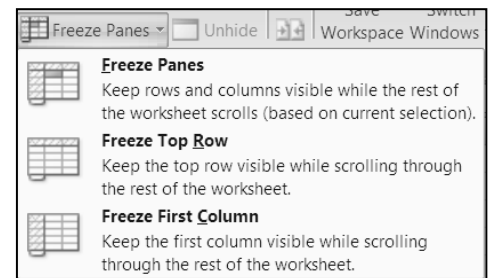 Save Switch
Freeze Panes Unhide Workspace Windows
Freeze Panes
Keep rows and columns visible while the rest of
the worksheet scrolls (based on current selection).
Freeze Top Row
Keep the top row visible while scrolling through
the rest of the worksheet.
Freeze First Column
Keep the first column visible while scrolling
through the rest of the worksheet.